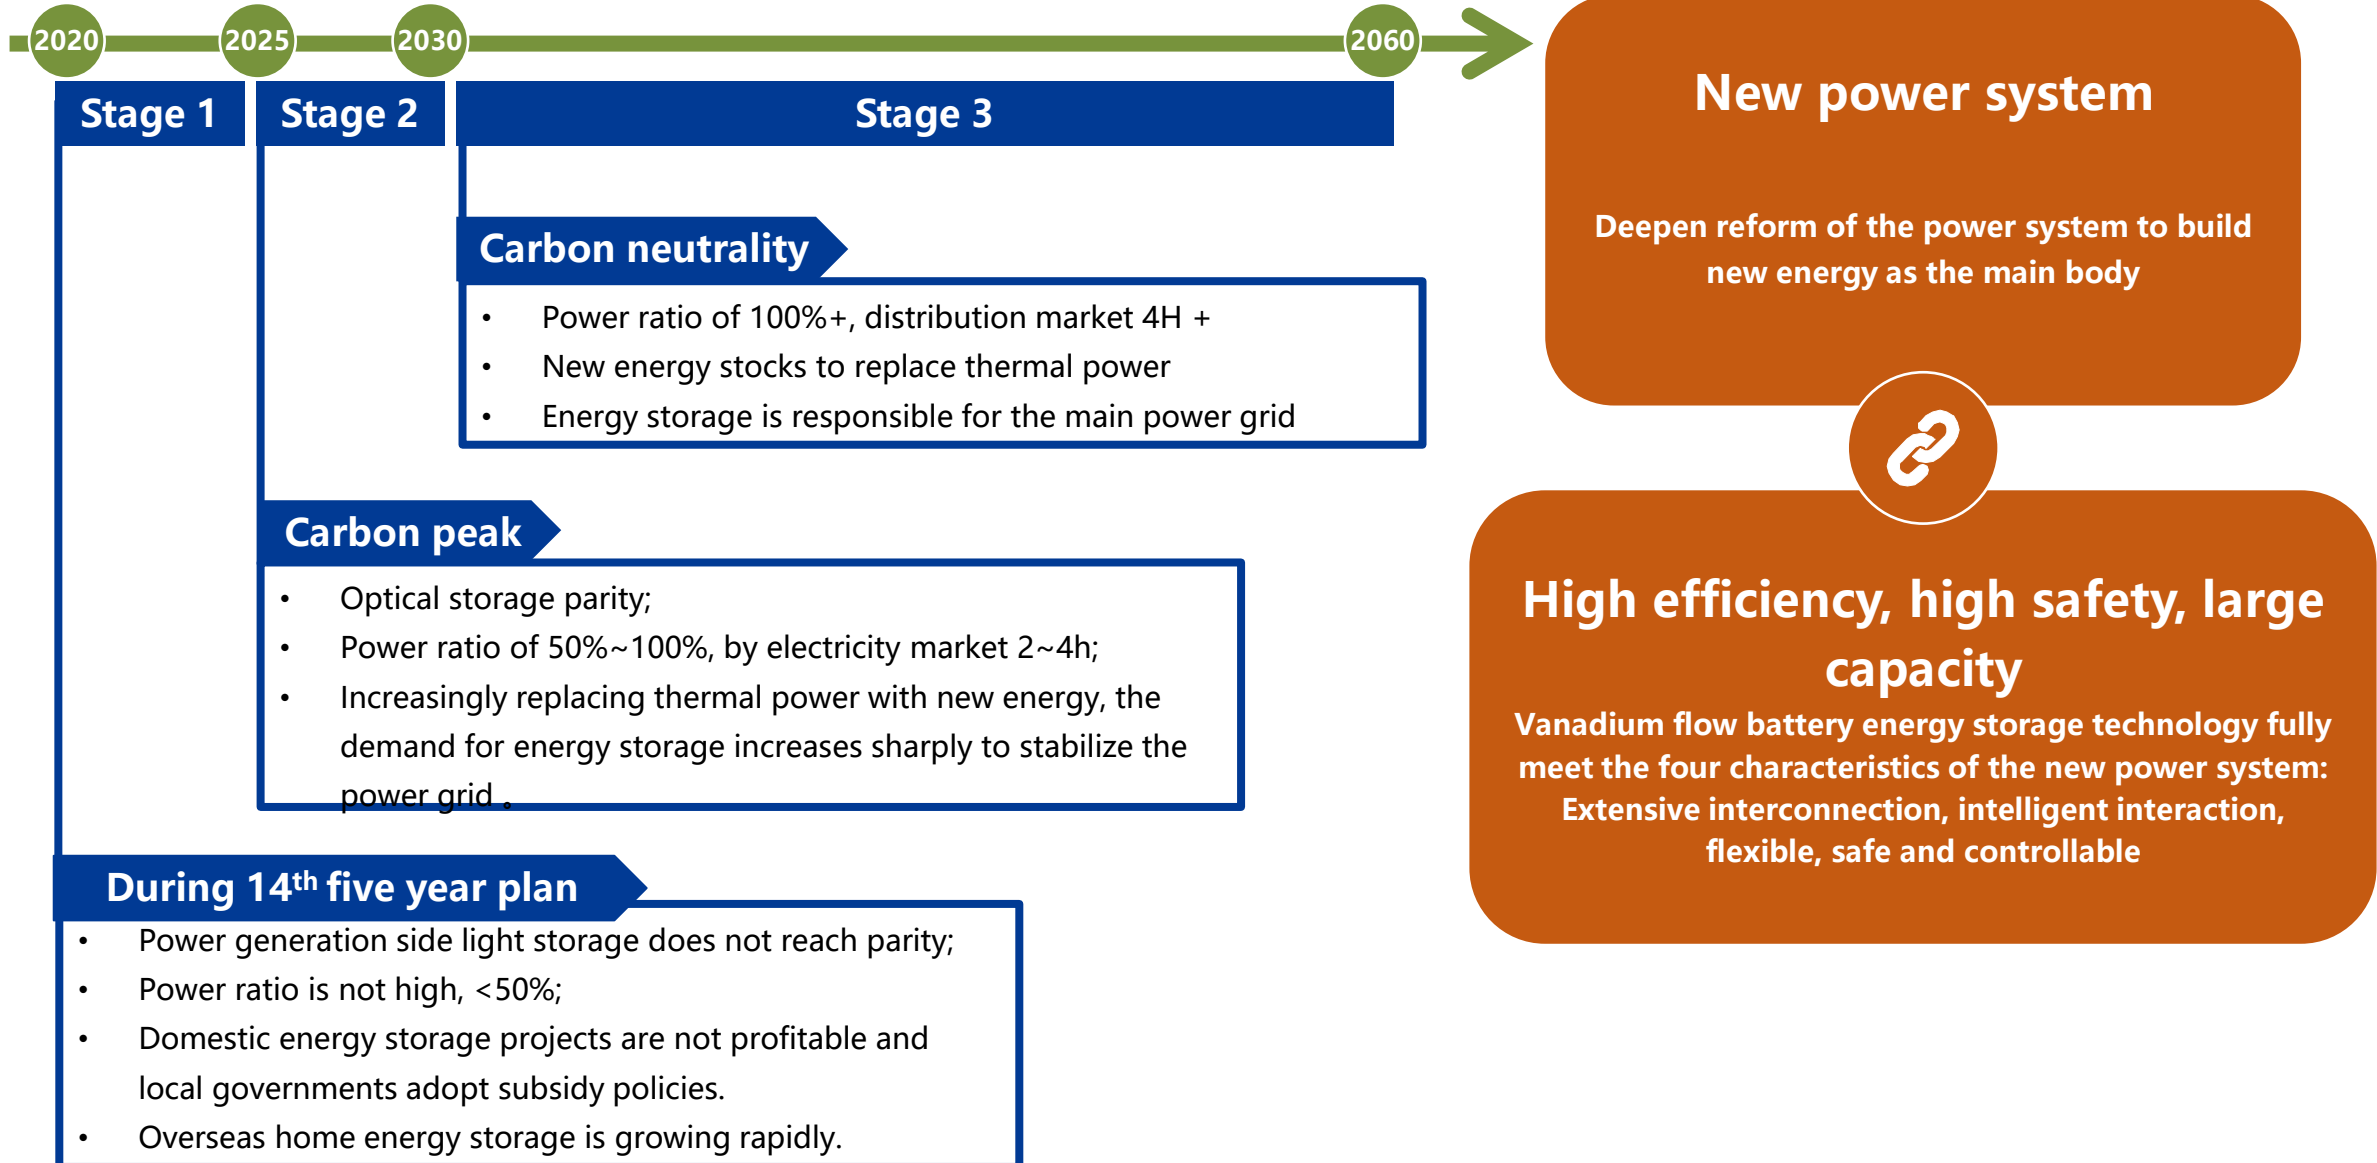 2020
2025
2030
2060
Stage 1
Stage 2
Stage 3
Carbon neutrality
• Power ratio of 100%+, distribution market 4H +
• New energy stocks to replace thermal power
• Energy storage is responsible for the main power grid
Carbon peak
• Optical storage parity;
• Power ratio of 50%~100%, by electricity market 2~4h;
• Increasingly replacing thermal power with new energy, the
demand for energy storage increases sharply to stabilize the
power grid 。
During 14th five year plan
• Power generation side light storage does not reach parity;
• Power ratio is not high, <50%;
• Domestic energy storage projects are not profitable and
local governments adopt subsidy policies.
• Overseas home energy storage is growing rapidly.
New power system
Deepen reform of the power system to build
new energy as the main body
High efficiency, high safety, large
capacity
Vanadium flow battery energy storage technology fully
meet the four characteristics of the new power system:
Extensive interconnection, intelligent interaction,
flexible, safe and controllable